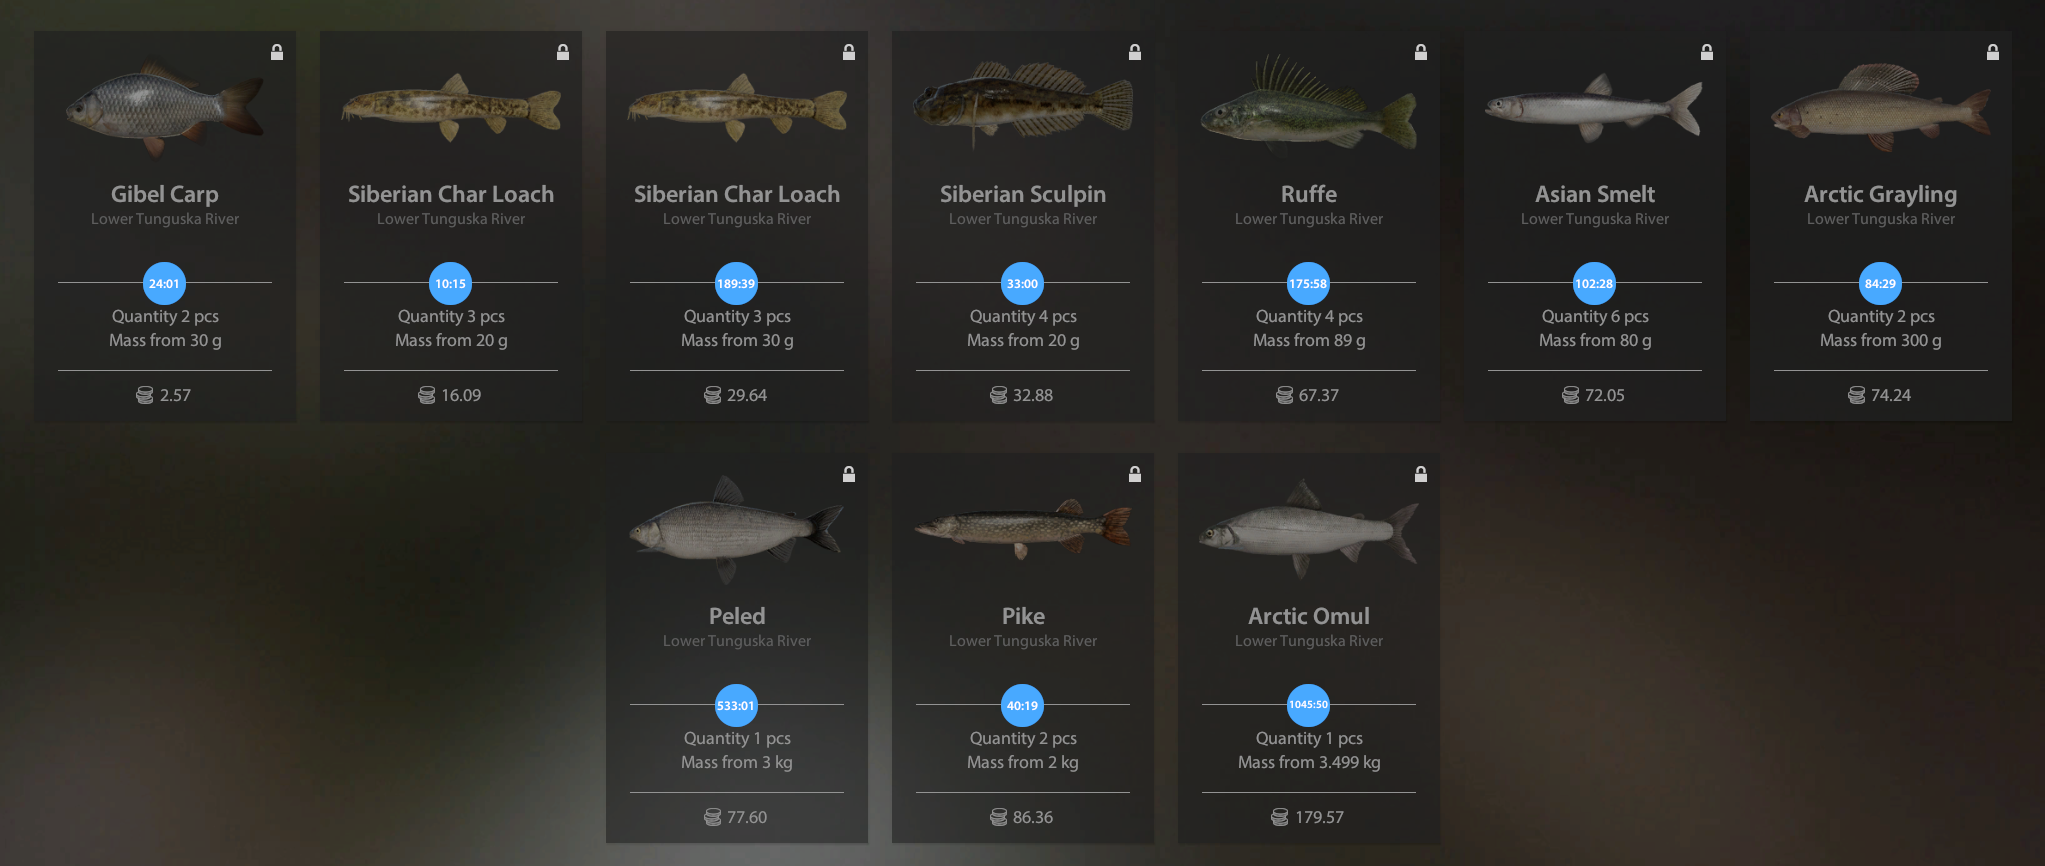 Gibel Carp
Lower Tunguska River
24:01
Quantity 2 pcs
Mass from 30 g
2.57
Siberian Char Loach
Lower Tunguska River
10:15
Quantity 3 pcs
Mass from 20 g
16.09
Siberian Char Loach
Lower Tunguska River
189:39
Quantity 3 pcs
Mass from 30 g
29.64
Siberian Sculpin
Lower Tunguska River
33:00
Quantity 4 pcs
Mass from 20 g
32.88
Ruffe
Lower Tunguska River
175:58
Quantity 4 pcs
Mass from 89 g
67.37
Asian Smelt
Lower Tunguska River
102:28
Quantity 6 pcs
Mass from 80 g
72.05
Arctic Grayling
Lower Tunguska River
84:29
Quantity 2 pcs
Mass from 300 g
74.24
Peled
Lower Tunguska River
533:01
Quantity 1 pcs
Mass from 3 kg
77.60
Pike
Lower Tunguska River
40:19
Quantity 2 pcs
Mass from 2 kg
86.36
Arctic Omul
Lower Tunguska River
1045:50
Quantity 1 pcs
Mass from 3.499 kg
179.57